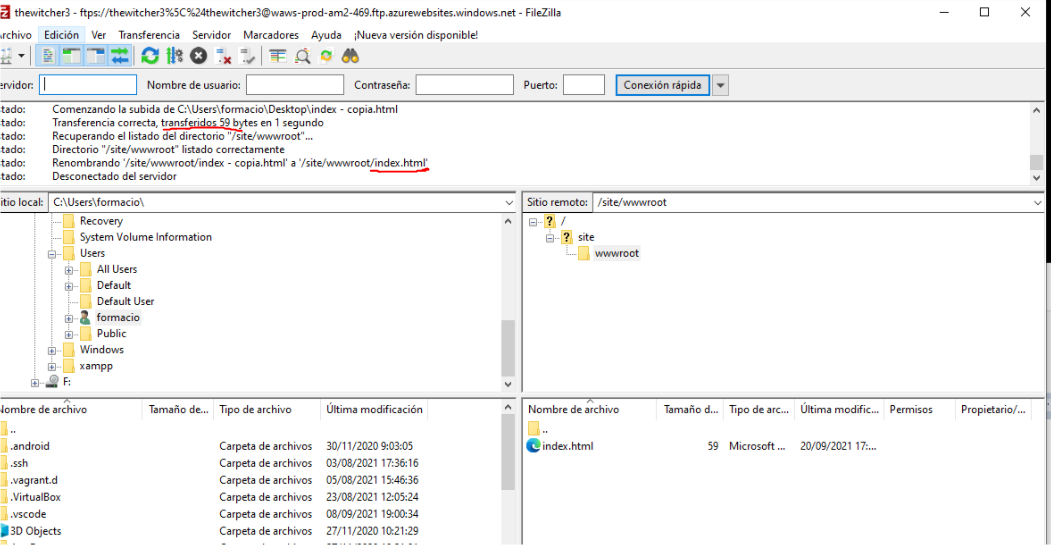 thewitcher3 - ftps://thewitcher3%5C%24thewitcher3@waws-prod-am2-469.ftp.azurewebsites.windows.net - FileZilla
Archivo Edición Ver Transferencia Servidor Marcadores Ayuda ¡Nueva versión disponible!
ervidor: Nombre de usuario: Contraseña: Puerto: Conexión rápida
tado: Comenzando la subida de C:\Users\formacio\Desktop\index - copia.html
tado: Transferencia correcta, transferidos 59 bytes en 1 segundo
tado: Recuperando el listado del directorio "/site/wwwroot"...
tado: Directorio "/site/wwwroot" listado correctamente
tado: Renombrando '/site/wwwroot/index - copia.html' a '/site/wwwroot/index.html'
tado: Desconectado del servidor
itio local: C:\Users\formacio\
Recovery
System Volume Information
Users
All Users
Default
Default User
formacio
Public
Windows
xampp
F:
Sitio remoto: /site/wwwroot
/
site
wwwroot
Nombre de archivo Tamaño de... Tipo de archivo Última modificación
..
.android Carpeta de archivos 30/11/2020 9:03:05
.ssh Carpeta de archivos 03/08/2021 17:36:16
.vagrant.d Carpeta de archivos 05/08/2021 15:46:36
.VirtualBox Carpeta de archivos 23/08/2021 12:05:24
.vscode Carpeta de archivos 08/09/2021 19:00:34
3D Objects Carpeta de archivos 27/11/2020 10:21:29
Nombre de archivo Tamaño d... Tipo de arc... Última modific... Permisos Propietario/...
..
index.html 59 Microsoft ... 20/09/2021 17:...